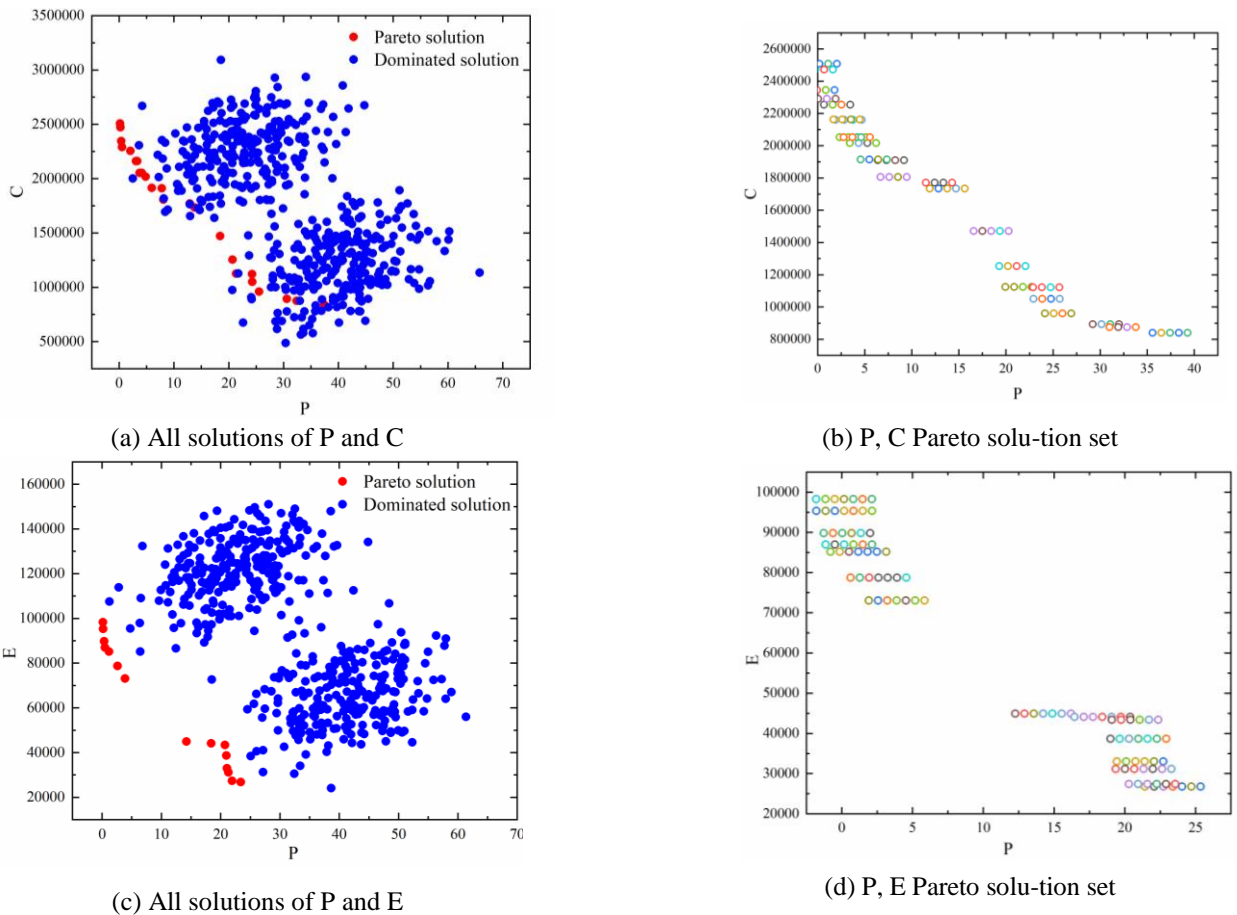 3500000
3000000
2500000
2000000
1500000
1000000
500000
C
Pareto solution
Dominated solution
0 10 20 30 40 50 60 70
P
(a) All solutions of P and C
2600000
2400000
2200000
2000000
1800000
1600000
1400000
1200000
1000000
800000
C
0 5 10 15 20 25 30 35 40
P
(b) P, C Pareto solu-tion set
160000
140000
120000
100000
80000
60000
40000
20000
E
Pareto solution
Dominated solution
0 10 20 30 40 50 60 70
P
(c) All solutions of P and E
100000
90000
80000
70000
60000
50000
40000
30000
20000
E
0 5 10 15 20 25
P
(d) P, E Pareto solu-tion set